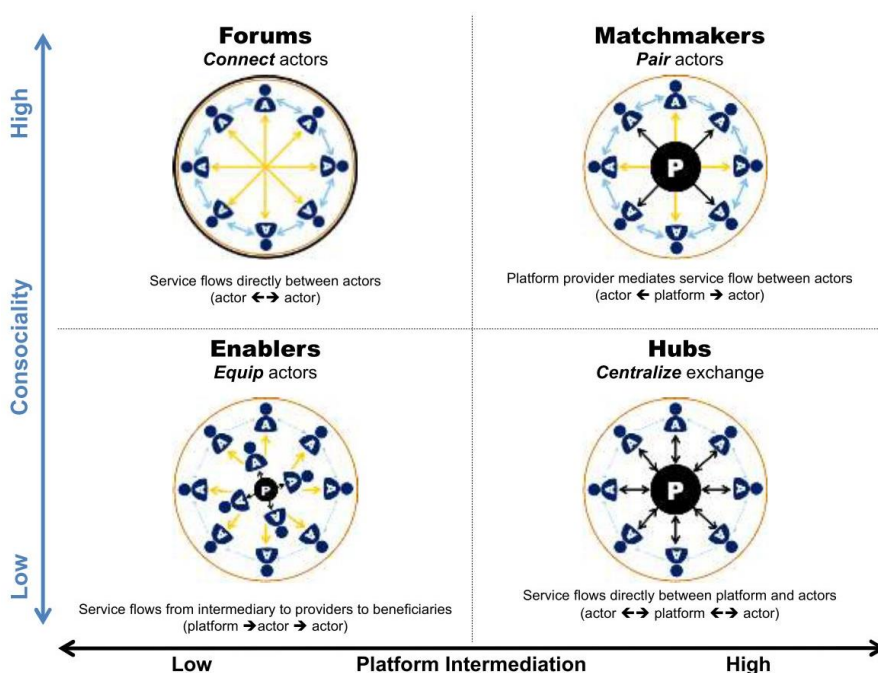 Forums
Connect actors
Matchmakers
Pair actors
High
A
A
A
A
A
A
A
A
P
A
A
A
A
A
A
A
A
Service flows directly between actors
(actor ←→ actor)
Platform provider mediates service flow between actors
(actor ← platform → actor)
Consociality
Enablers
Equip actors
Hubs
Centralize exchange
P
A
A
A
A
A
A
A
A
A
A
A
A
P
A
A
A
A
A
A
A
A
Low
Service flows from intermediary to providers to beneficiaries
(platform →actor → actor)
Service flows directly between platform and actors
(actor ←→ platform ←→ actor)
Low
Platform Intermediation
High